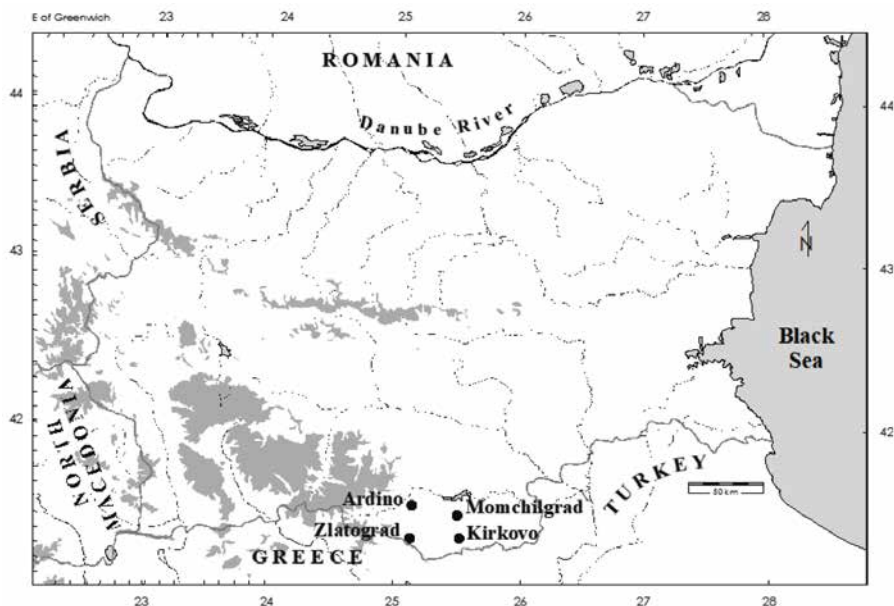 E of Greenwich 23 24 25 26 27 28
ROMANIA
44 44
Danube River
SERBIA
43 43
N
Black
Sea
NORTH
MACEDONIA
42 42
TURKEY
50 km
Ardino
Momchilgrad
Zlatograd
Kirkovo
GREECE
23 24 25 26 27 28